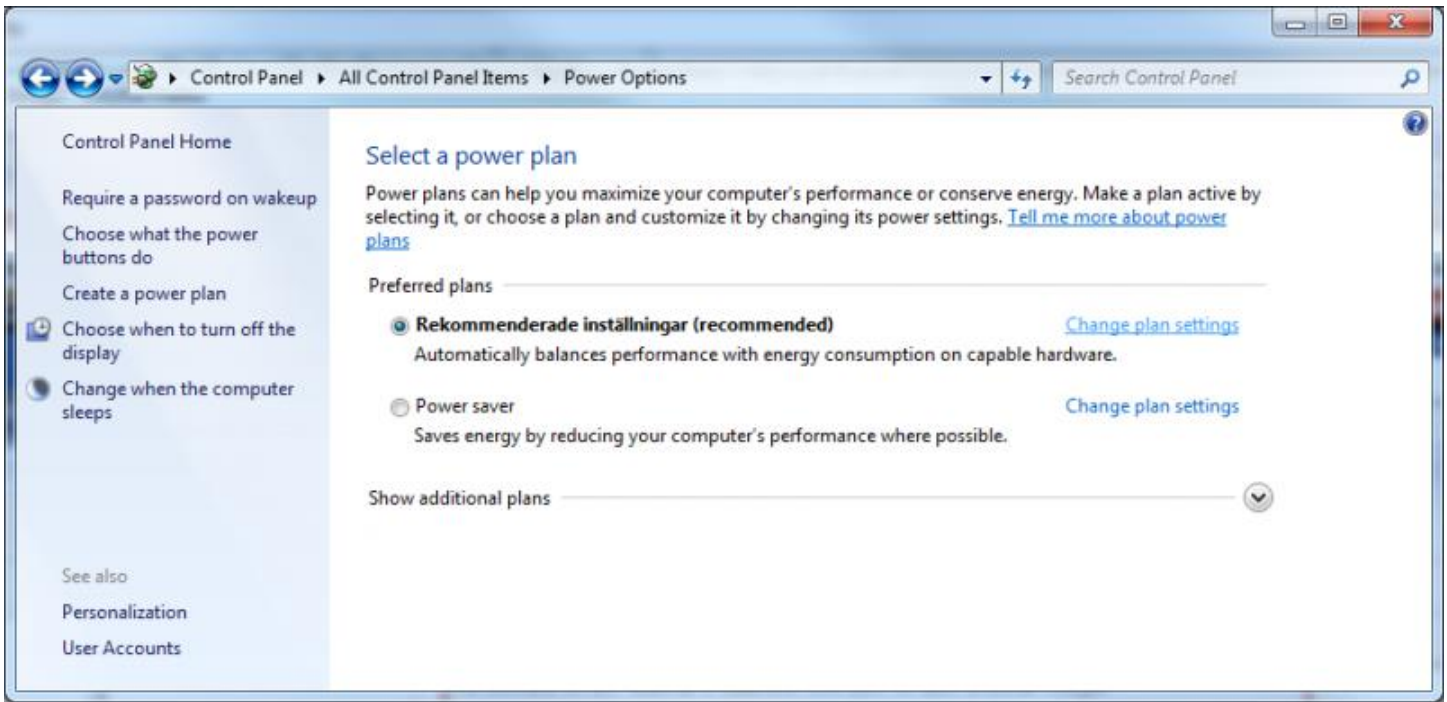 Control Panel ▸ All Control Panel Items ▸ Power Options
Search Control Panel
Control Panel Home
Require a password on wakeup
Choose what the power
buttons do
Create a power plan
Choose when to turn off the
display
Change when the computer
sleeps
See also
Personalization
User Accounts
Select a power plan
Power plans can help you maximize your computer's performance or conserve energy. Make a plan active by
selecting it, or choose a plan and customize it by changing its power settings. Tell me more about power
plans
Preferred plans
Rekommenderade inställningar (recommended) Change plan settings
Automatically balances performance with energy consumption on capable hardware.
Power saver Change plan settings
Saves energy by reducing your computer's performance where possible.
Show additional plans